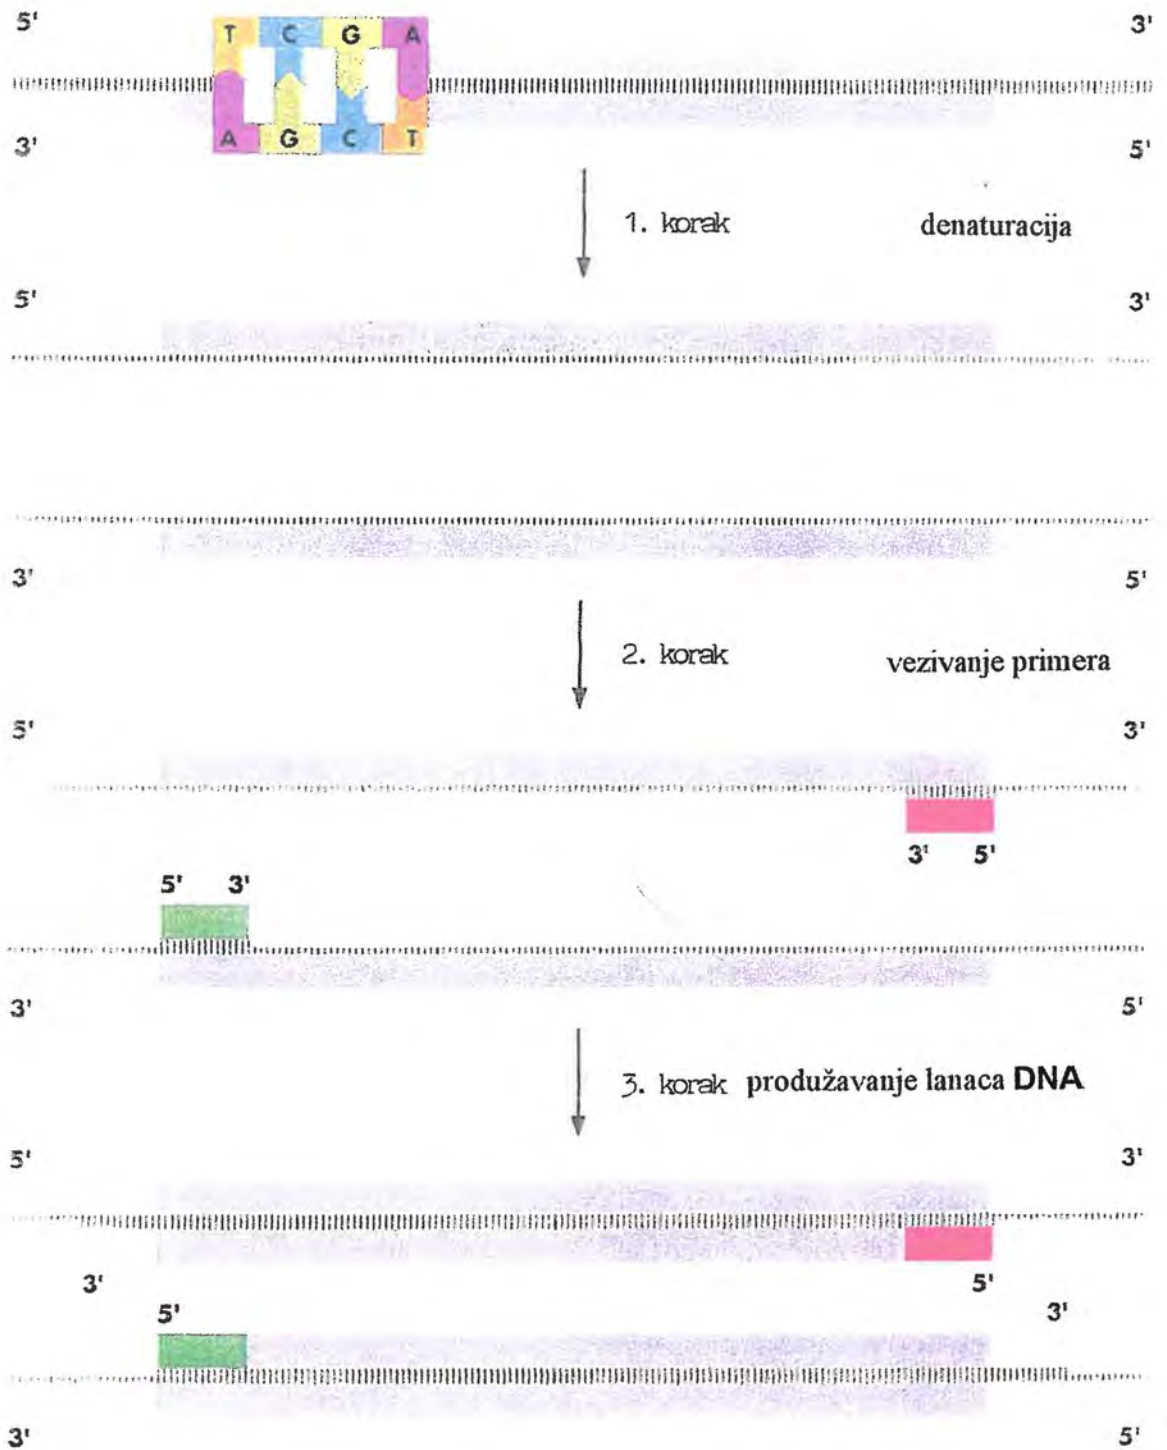 5' 3'
T C G A
A G C T
3' 5'
1. korak denaturacija
5' 3'
3' 5'
2. korak vezivanje primera
5' 3'
3' 5'
5' 3'
3' 5'
3. korak produžavanje lanaca DNA
5' 3'
3' 5'
5' 3'
3' 5'